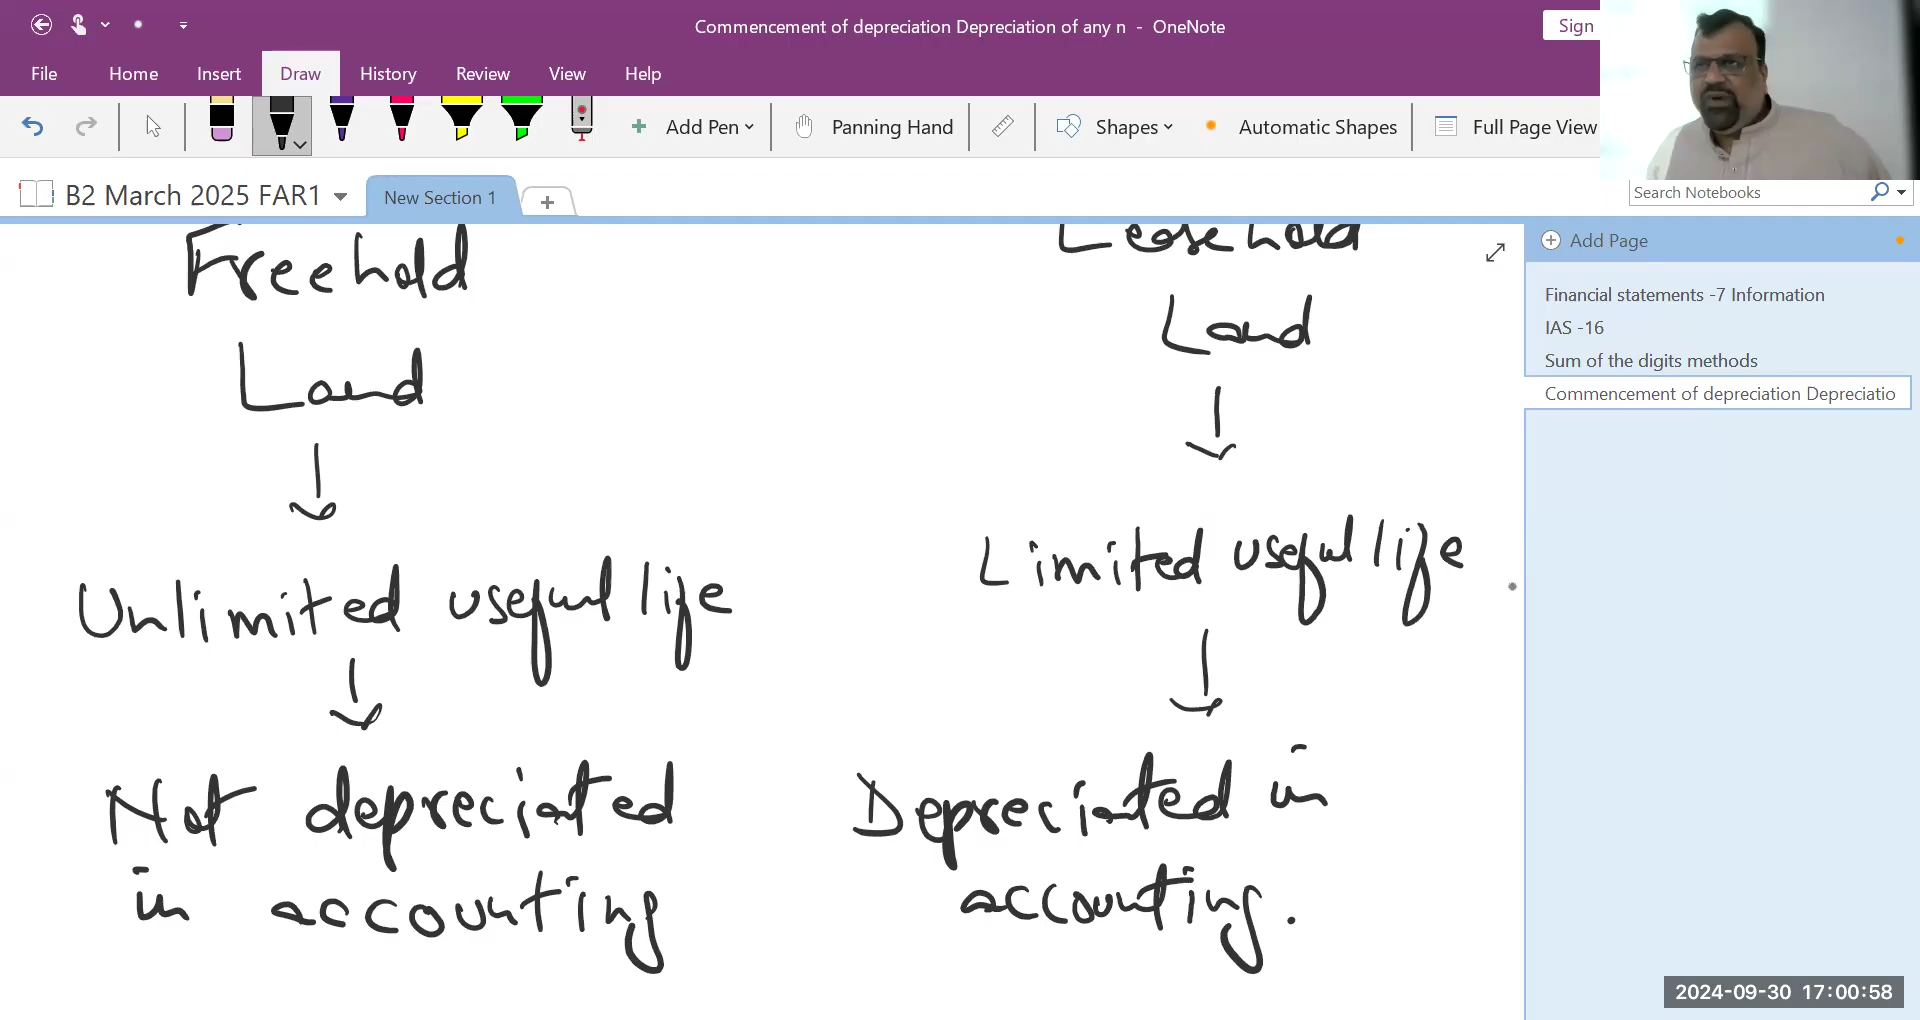 Commencement of depreciation Depreciation of any n - OneNote
Sign
File Home Insert Draw History Review View Help
Add Pen Panning Hand Shapes Automatic Shapes Full Page View
B2 March 2025 FAR1 New Section 1
Search Notebooks
Add Page
Financial statements -7 Information
IAS -16
Sum of the digits methods
Commencement of depreciation Depreciatio
Freehold
Land
Unlimited useful life
Not depreciated
in accounting
Leasehold
Land
Limited useful life
Depreciated in
accounting.
2024-09-30 17:00:58